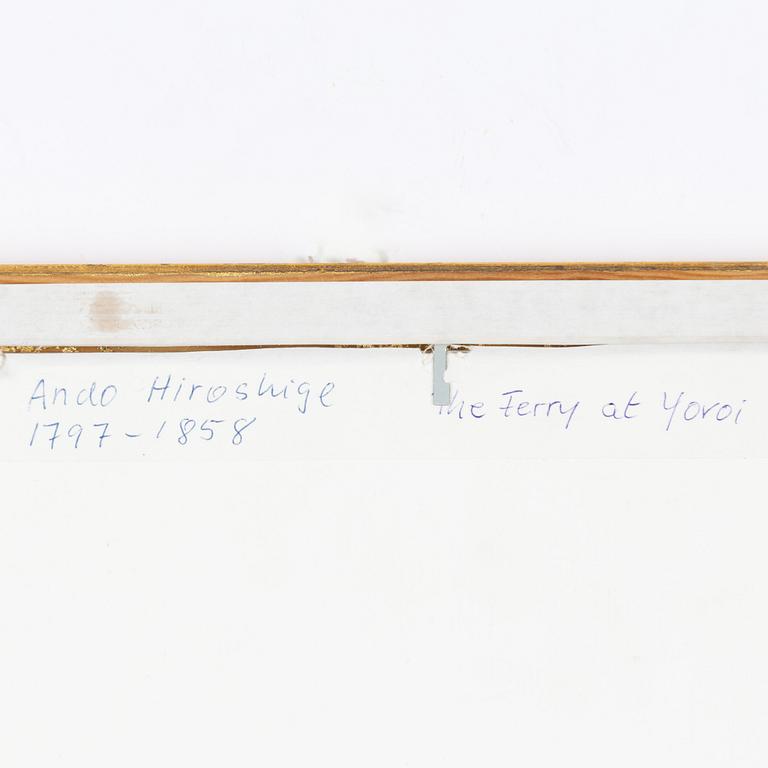 Ando Hiroshige
1797-1858
The Ferry at Yoroi